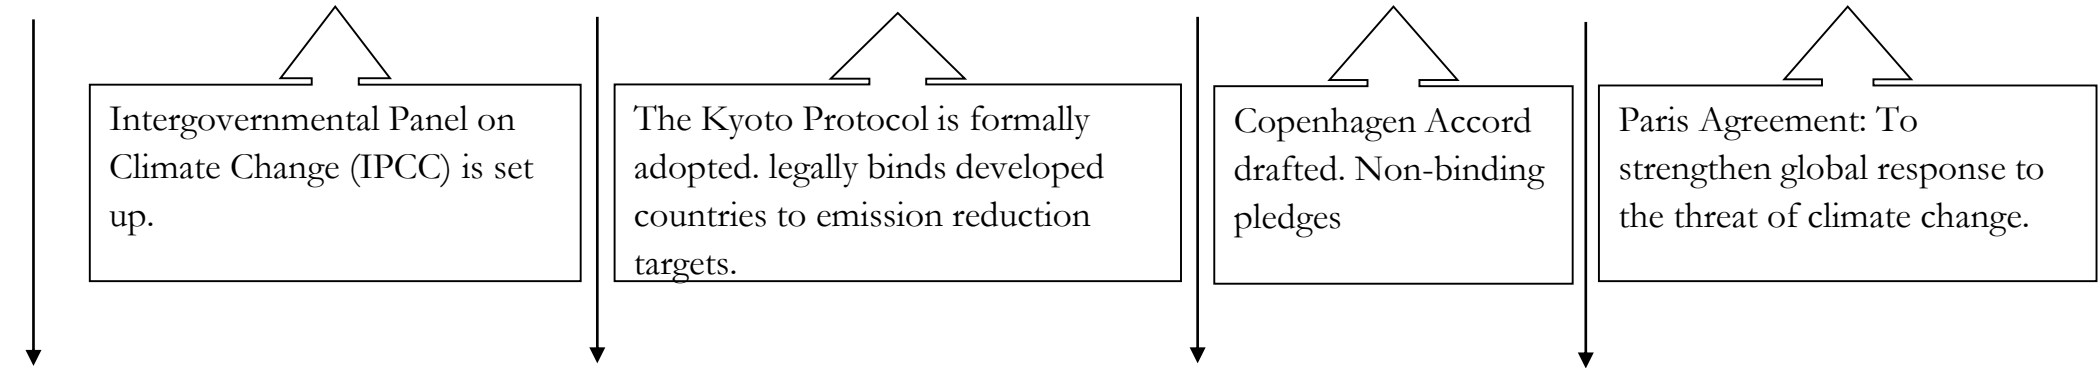 Intergovernmental Panel on
Climate Change (IPCC) is set
up.
The Kyoto Protocol is formally
adopted. legally binds developed
countries to emission reduction
targets.
Copenhagen Accord
drafted. Non-binding
pledges
Paris Agreement: To
strengthen global response to
the threat of climate change.